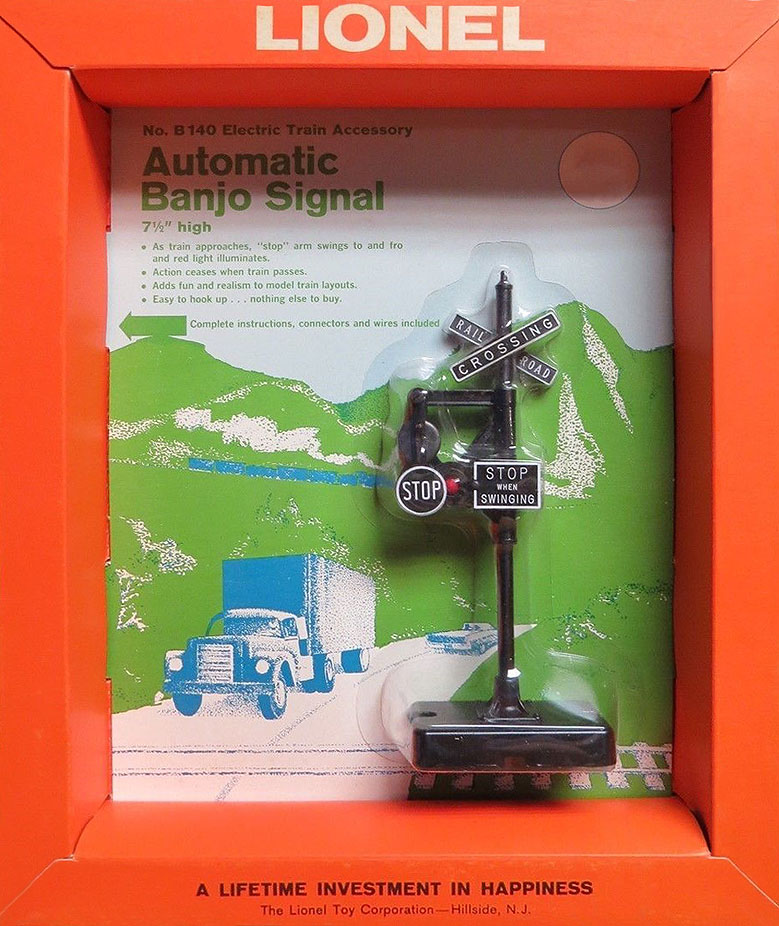 LIONEL
No. B140 Electric Train Accessory
Automatic
Banjo Signal
7½" high
• As train approaches, "stop" arm swings to and fro
and red light illuminates.
• Action ceases when train passes.
• Adds fun and realism to model train layouts.
• Easy to hook up . . . nothing else to buy.
Complete instructions, connectors and wires included
RAIL ROAD
CROSSING
STOP
STOP
WHEN
SWINGING
A LIFETIME INVESTMENT IN HAPPINESS
The Lionel Toy Corporation—Hillside, N.J.